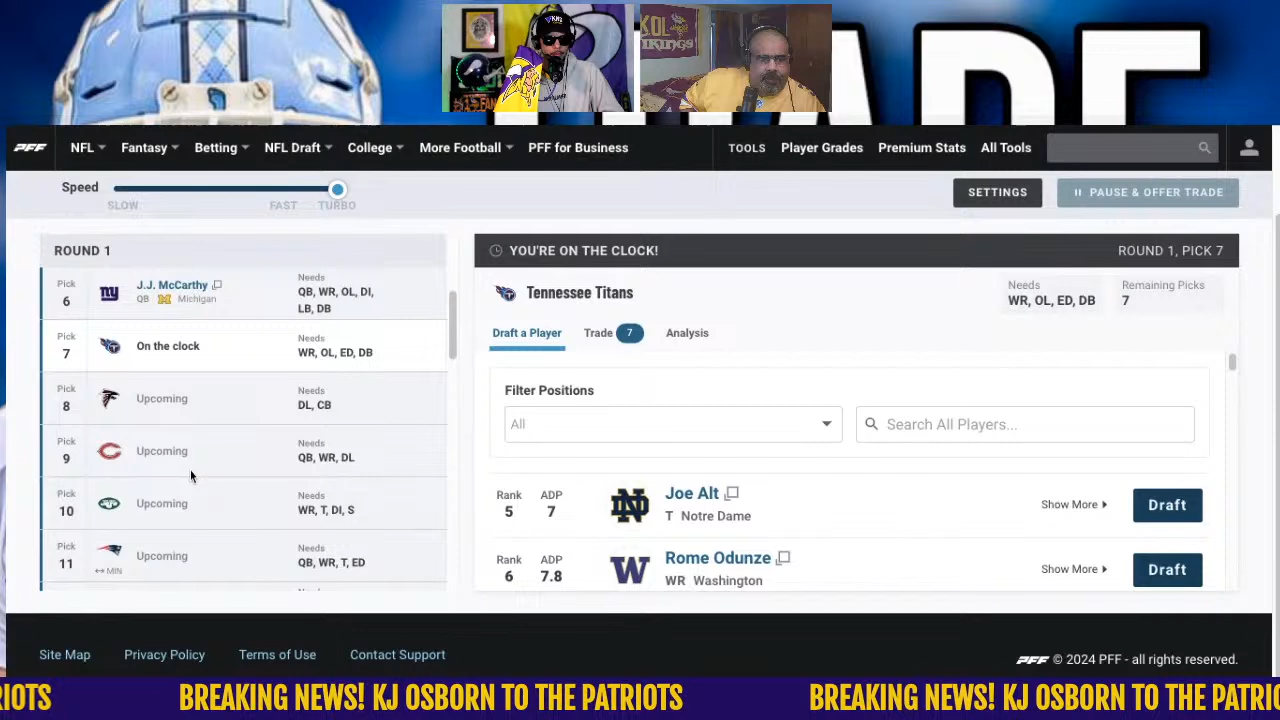 KOL
VIKINGS
PFF
NFL
Fantasy
Betting
NFL Draft
College
More Football
PFF for Business
TOOLS
Player Grades
Premium Stats
All Tools
Speed
SLOW
FAST
TURBO
SETTINGS
PAUSE & OFFER TRADE
ROUND 1
Pick
6
J.J. McCarthy
QB
Michigan
Needs
QB, WR, OL, DI,
LB, DB
Pick
7
On the clock
Needs
WR, OL, ED, DB
Pick
8
Upcoming
Needs
DL, CB
Pick
9
Upcoming
Needs
QB, WR, DL
Pick
10
Upcoming
Needs
WR, T, DI, S
Pick
11
↔ MIN
Upcoming
Needs
QB, WR, T, ED
YOU'RE ON THE CLOCK!
ROUND 1, PICK 7
Tennessee Titans
Needs
WR, OL, ED, DB
Remaining Picks
7
Draft a Player
Trade 7
Analysis
Filter Positions
All
Search All Players...
Rank
5
ADP
7
Joe Alt
T Notre Dame
Show More
Draft
Rank
6
ADP
7.8
Rome Odunze
WR Washington
Show More
Draft
Site Map
Privacy Policy
Terms of Use
Contact Support
PFF © 2024 PFF - all rights reserved.
RIOTS BREAKING NEWS! KJ OSBORN TO THE PATRIOTS BREAKING NEWS! KJ OSBORN TO THE PATRIO